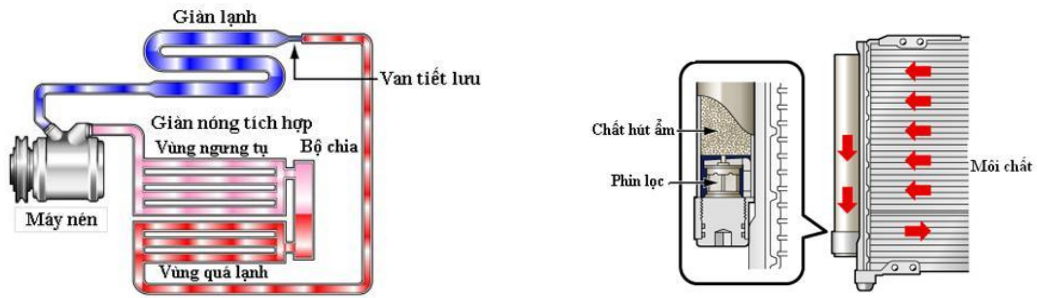 Giàn lạnh
Van tiết lưu
Giàn nóng tích hợp
Vùng ngưng tụ
Bộ chia
Máy nén
Vùng quá lạnh
Chất hút ẩm
Phin lọc
Môi chất